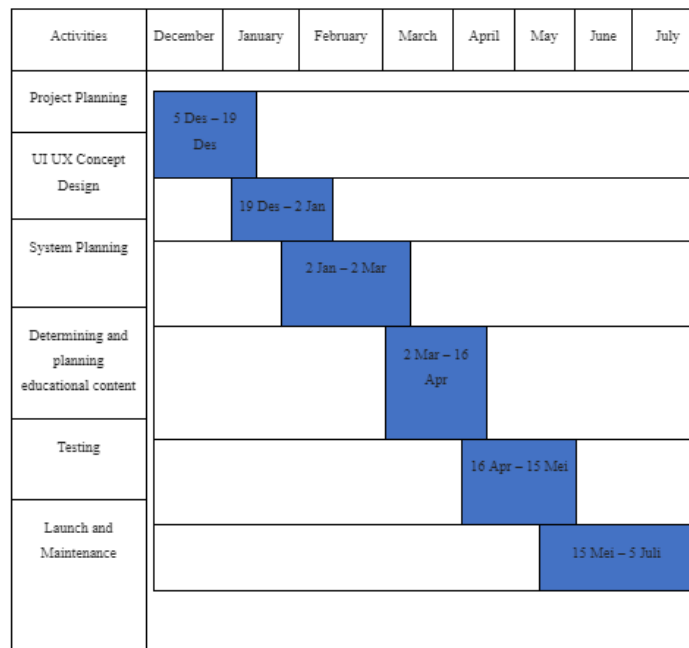 Activities
December
January
February
March
April
May
June
July
Project Planning
5 Des – 19
Des
UI UX Concept
Design
19 Des – 2 Jan
System Planning
2 Jan – 2 Mar
Determining and
planning
educational content
2 Mar – 16
Apr
Testing
16 Apr – 15 Mei
Launch and
Maintenance
15 Mei – 5 Juli